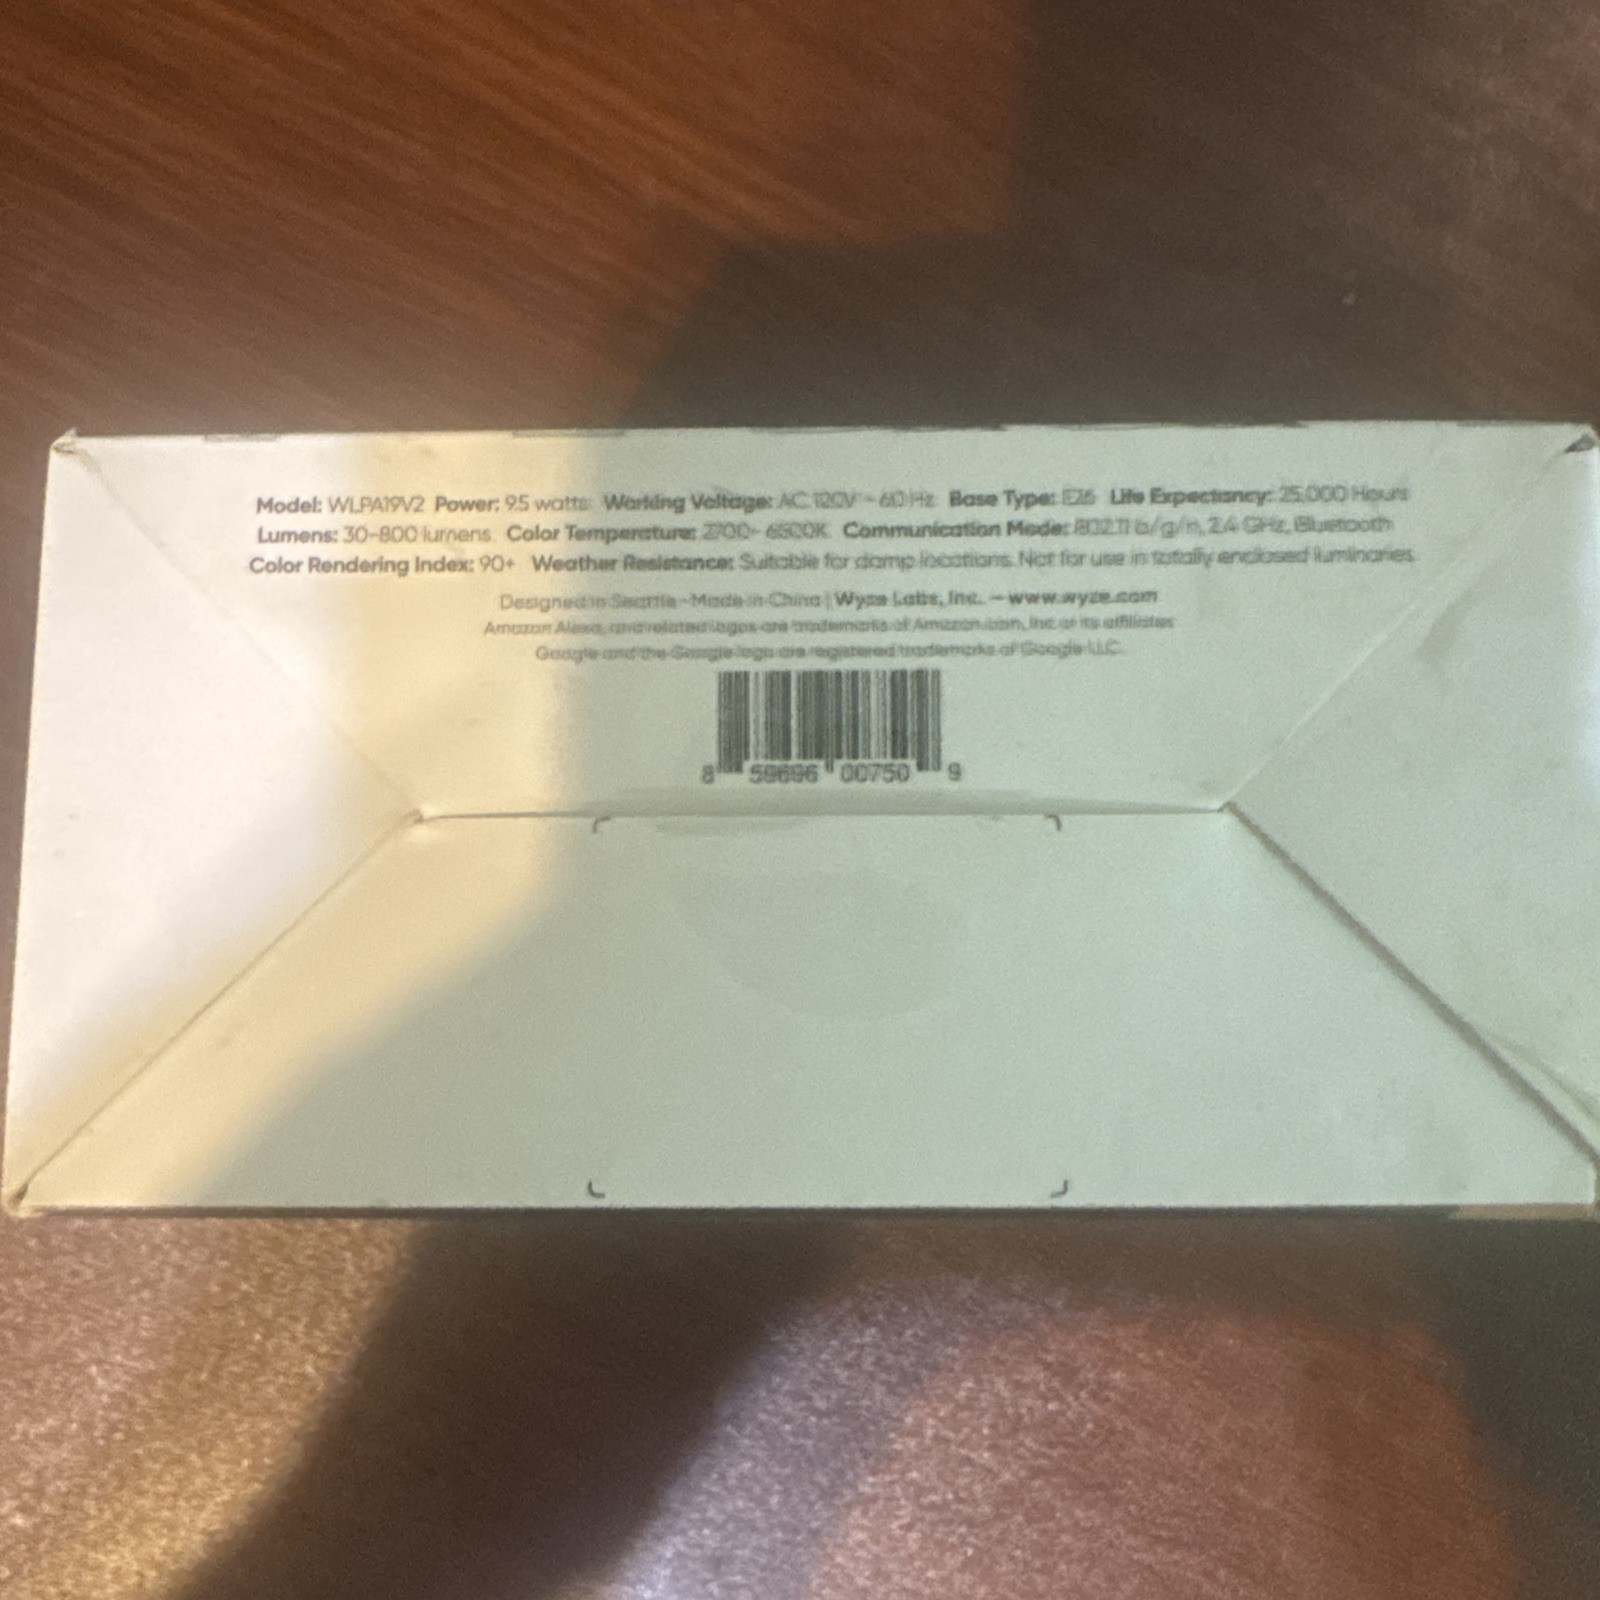 Model: WLPA19V2 Power: 9.5 watts Working Voltage: AC 120V ~ 60 Hz Base Type: E26 Life Expectancy: 25,000 Hours
Lumens: 30-800 lumens Color Temperature: 2700- 6500K Communication Mode: 802.11 b/g/n, 2.4 GHz, Bluetooth
Color Rendering Index: 90+ Weather Resistance: Suitable for damp locations. Not for use in totally enclosed luminaries.
Designed in Seattle - Made in China | Wyze Labs, Inc. - www.wyze.com
Amazon Alexa, and related logos are trademarks of Amazon.com, Inc. or its affiliates
Google and the Google logo are registered trademarks of Google LLC.
8 59696 00750 9